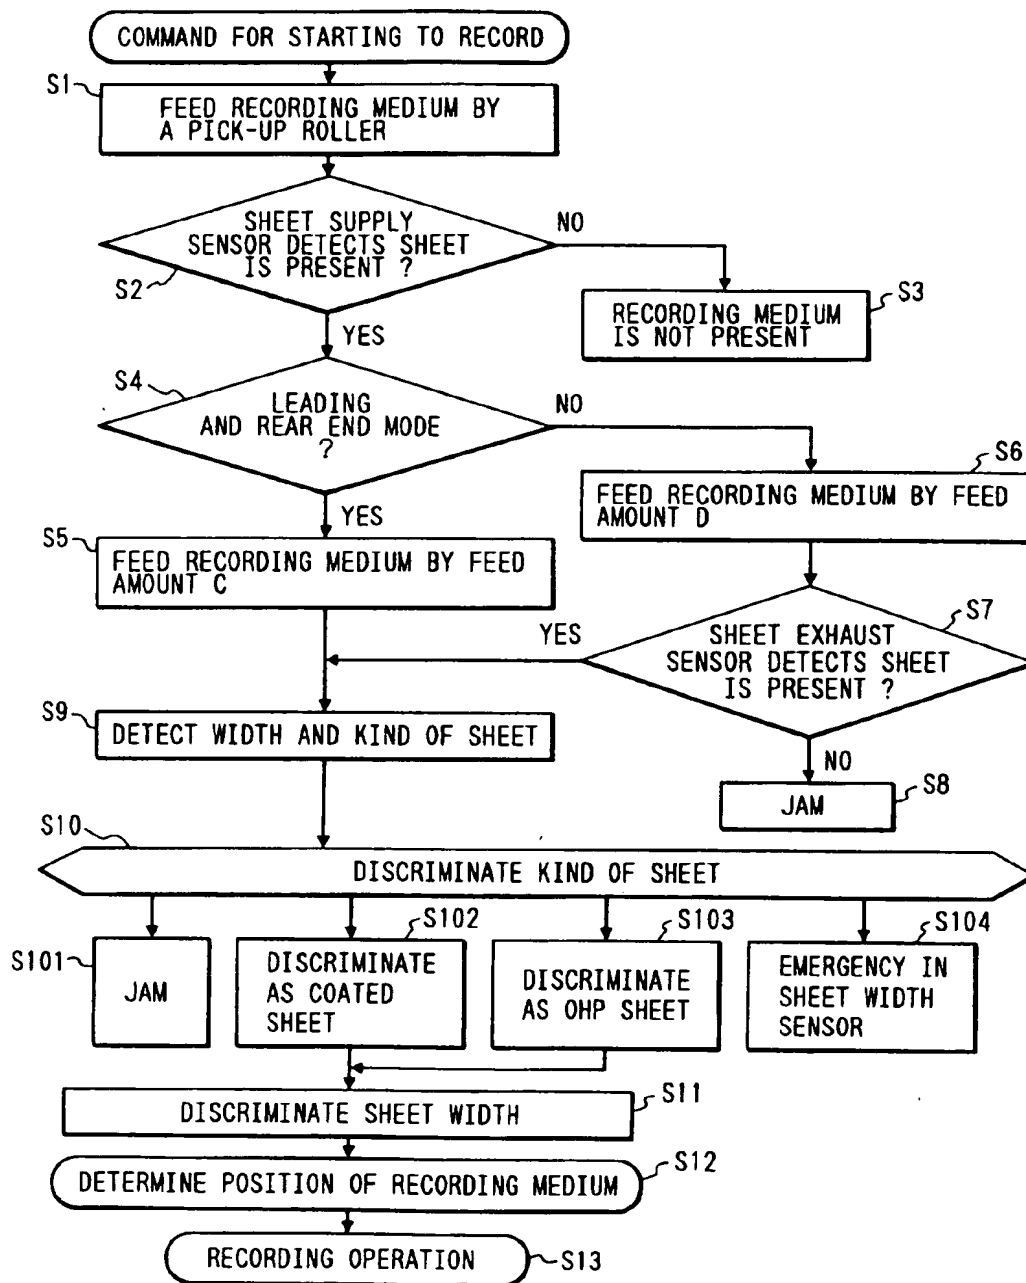 COMMAND FOR STARTING TO RECORD
S1
FEED RECORDING MEDIUM BY
A PICK-UP ROLLER
SHEET SUPPLY
SENSOR DETECTS SHEET
IS PRESENT ?
NO
S2
S3
RECORDING MEDIUM
IS NOT PRESENT
YES
S4
LEADING
AND REAR END MODE
?
NO
S6
FEED RECORDING MEDIUM BY FEED
AMOUNT D
YES
S5
FEED RECORDING MEDIUM BY FEED
AMOUNT C
S7
SHEET EXHAUST
SENSOR DETECTS SHEET
IS PRESENT ?
YES
S9
DETECT WIDTH AND KIND OF SHEET
NO
S8
JAM
S10
DISCRIMINATE KIND OF SHEET
S101
JAM
S102
DISCRIMINATE
AS COATED
SHEET
S103
DISCRIMINATE
AS OHP SHEET
S104
EMERGENCY IN
SHEET WIDTH
SENSOR
DISCRIMINATE SHEET WIDTH
S11
DETERMINE POSITION OF RECORDING MEDIUM
S12
RECORDING OPERATION
S13